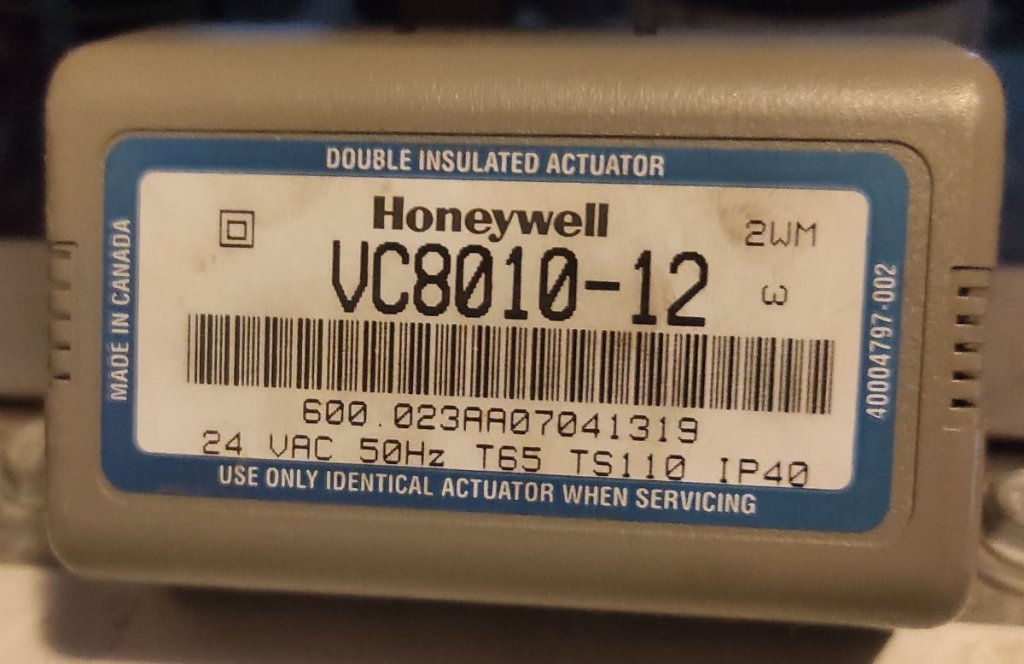 DOUBLE INSULATED ACTUATOR
Honeywell
2WM
VC8010-12
3
MADE IN CANADA
40004797-002
600.023AA07041319
24 VAC 50Hz T65 TS110 IP40
USE ONLY IDENTICAL ACTUATOR WHEN SERVICING